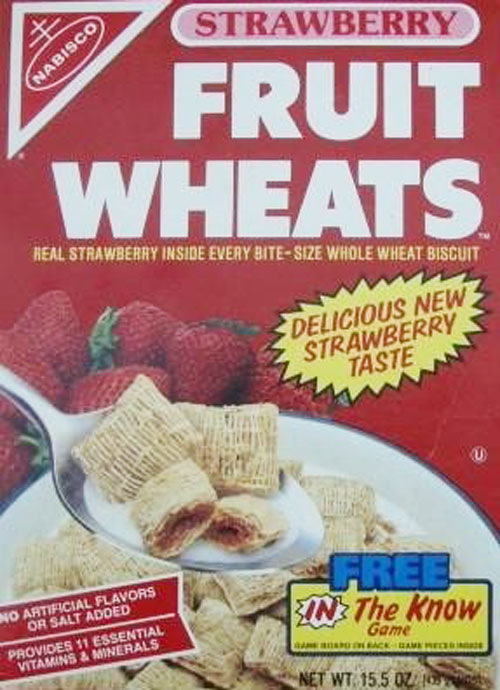 NABISCO
STRAWBERRY
FRUIT
WHEATS
TM
REAL STRAWBERRY INSIDE EVERY BITE-SIZE WHOLE WHEAT BISCUIT
DELICIOUS NEW
STRAWBERRY
TASTE
U
NO ARTIFICIAL FLAVORS
OR SALT ADDED
PROVIDES 11 ESSENTIAL
VITAMINS & MINERALS
FREE
IN The Know
Game
GAME BOARD ON BACK - GAME PIECES INSIDE
NET WT. 15.5 OZ.